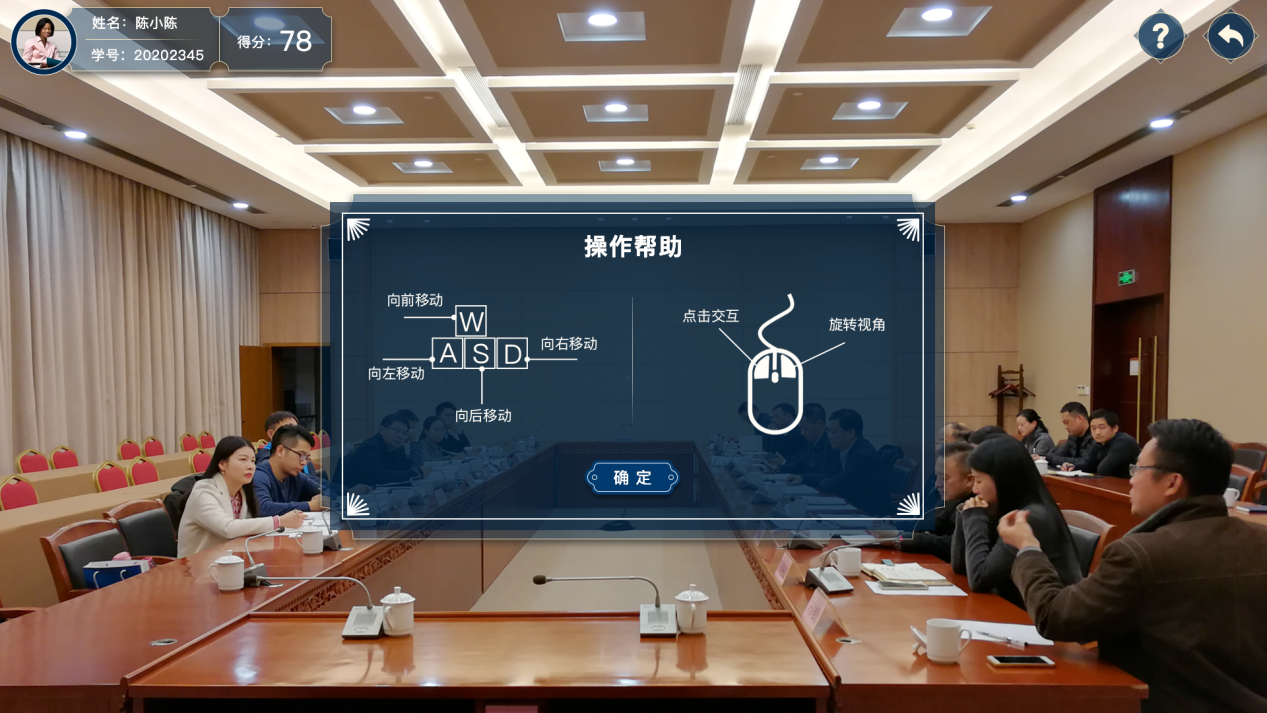 姓名：陈小陈
学号：20202345
得分：78
?
操作帮助
向前移动
W
A S D
向右移动
向左移动
向后移动
点击交互
旋转视角
确定